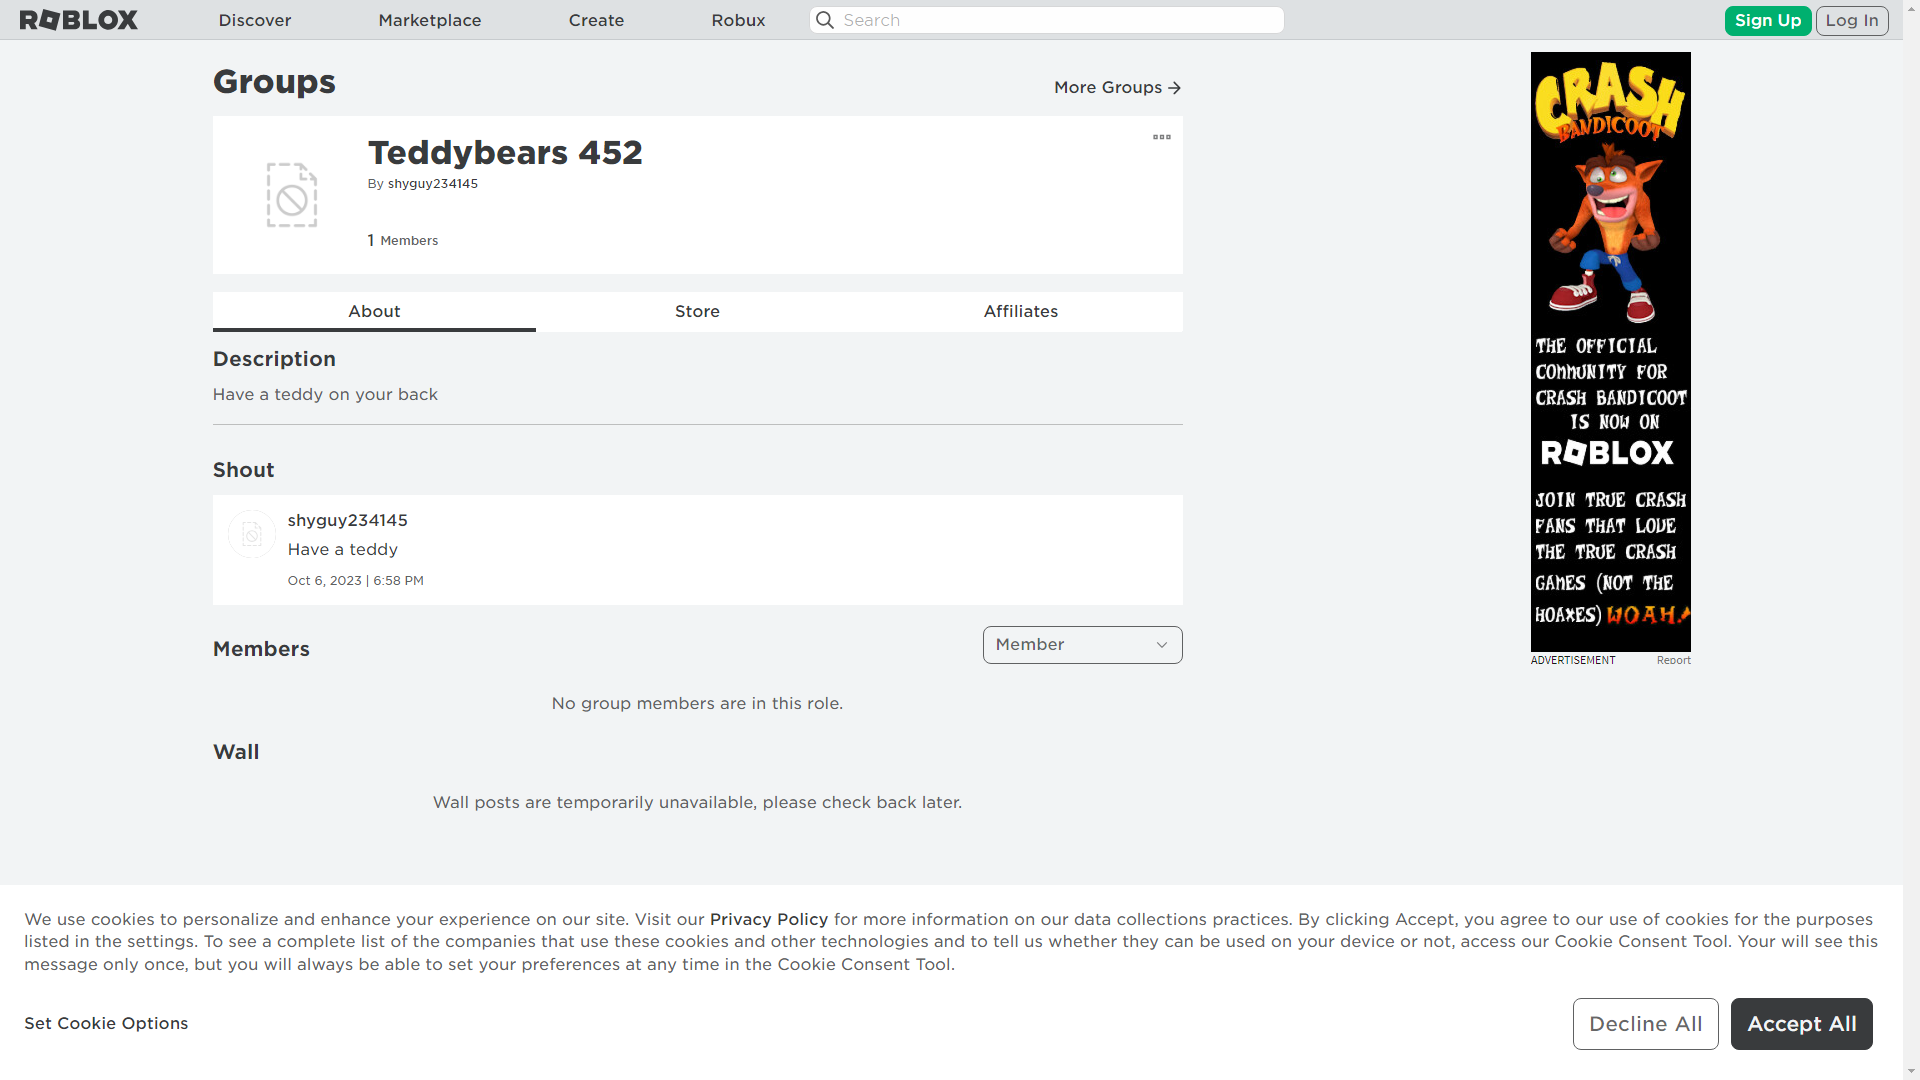 ROBLOX
Discover
Marketplace
Create
Robux
Search
Sign Up
Log In
Groups
More Groups
Teddybears 452
By shyguy234145
1 Members
About
Store
Affiliates
Description
Have a teddy on your back
Shout
shyguy234145
Have a teddy
Oct 6, 2023 | 6:58 PM
Members
Member
No group members are in this role.
Wall
Wall posts are temporarily unavailable, please check back later.
CRASH
BANDICOOT
THE OFFICIAL
COMMUNITY FOR
CRASH BANDICOOT
IS NOW ON
ROBLOX
JOIN TRUE CRASH
FANS THAT LOVE
THE TRUE CRASH
GAMES (NOT THE
HOAXES) WOAH!
ADVERTISEMENT
Report
We use cookies to personalize and enhance your experience on our site. Visit our Privacy Policy for more information on our data collections practices. By clicking Accept, you agree to our use of cookies for the purposes
listed in the settings. To see a complete list of the companies that use these cookies and other technologies and to tell us whether they can be used on your device or not, access our Cookie Consent Tool. Your will see this
message only once, but you will always be able to set your preferences at any time in the Cookie Consent Tool.
Set Cookie Options
Decline All
Accept All